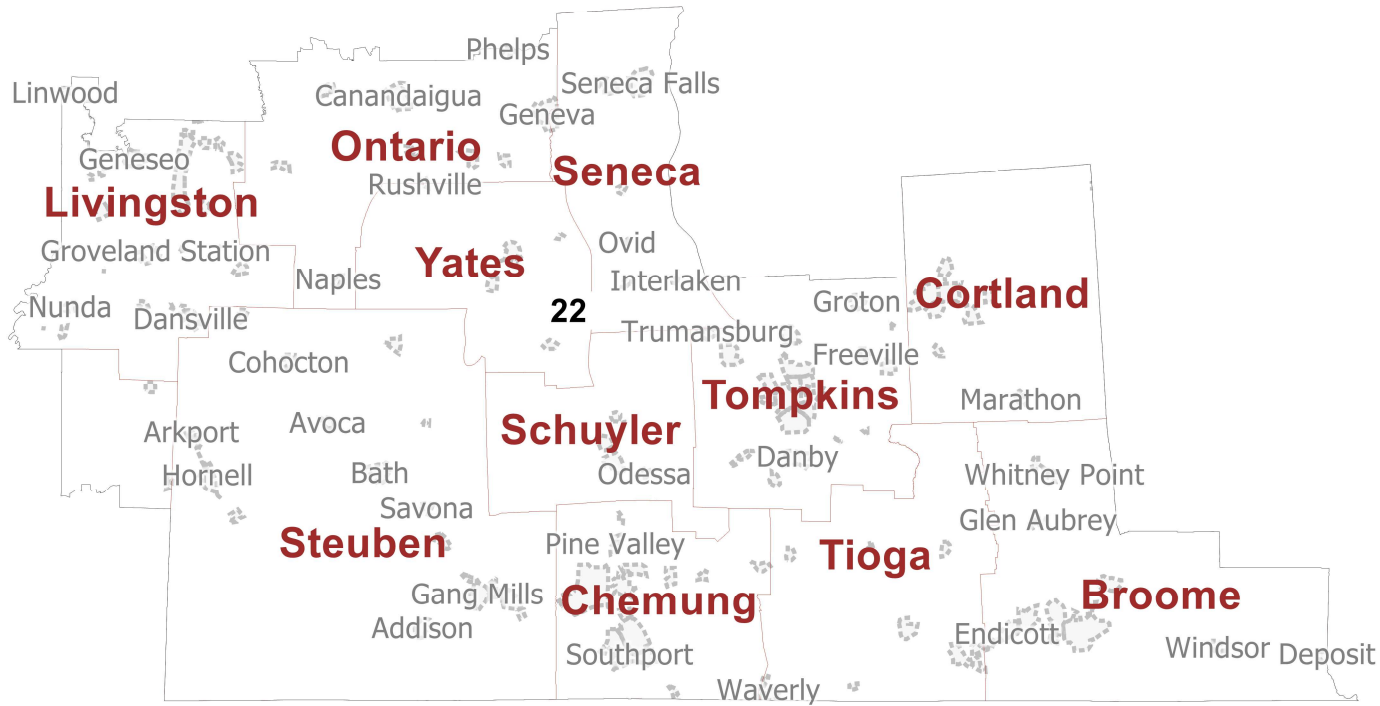 Phelps
Linwood
Canandaigua
Seneca Falls
Geneva
Geneseo
Ontario
Seneca
Rushville
Livingston
Groveland Station
Yates
Ovid
Naples
Interlaken
Cortland
Nunda
Dansville
22
Groton
Trumansburg
Cohocton
Freeville
Tompkins
Marathon
Avoca
Arkport
Schuyler
Danby
Hornell
Bath
Odessa
Whitney Point
Savona
Glen Aubrey
Steuben
Pine Valley
Tioga
Gang Mills
Chemung
Broome
Addison
Endicott
Southport
Windsor
Deposit
Waverly